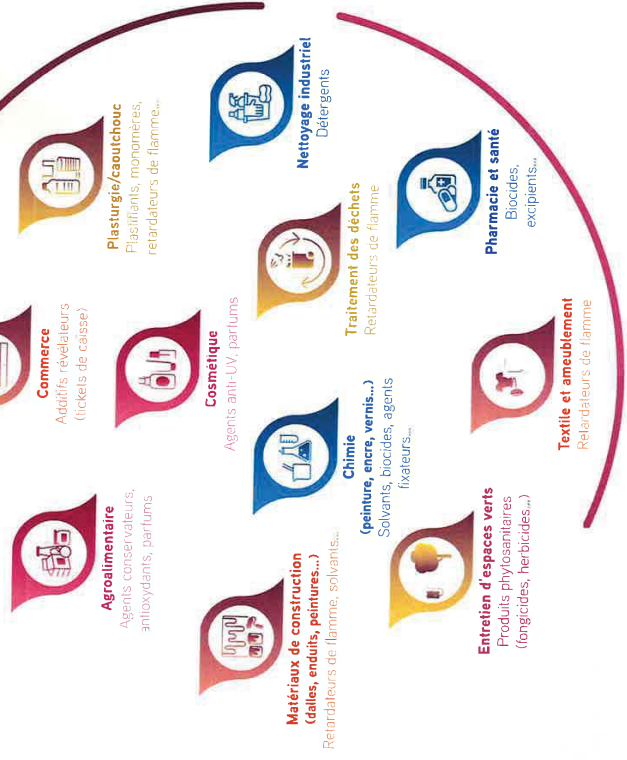 Agroalimentaire
Agents conservateurs,
antioxydants, parfums
Commerce
Additifs révélateurs
(tickets de caisse)
Plasturgie/caoutchouc
Plastifiants, monomères,
retardateurs de flamme...
Cosmétique
Agents anti-UV, parfums
Matériaux de construction
(dalles, enduits, peintures...)
Retardateurs de flamme, solvants...
Chimie
(peinture, encre, vernis...)
Solvants, biocides, agents
fixateurs...
Traitement des déchets
Retardateurs de flamme
Nettoyage industriel
Détergents
Entretien d'espaces verts
Produits phytosanitaires
(fongicides, herbicides...)
Textile et ameublement
Retardateurs de flamme
Pharmacie et santé
Biocides,
excipients...